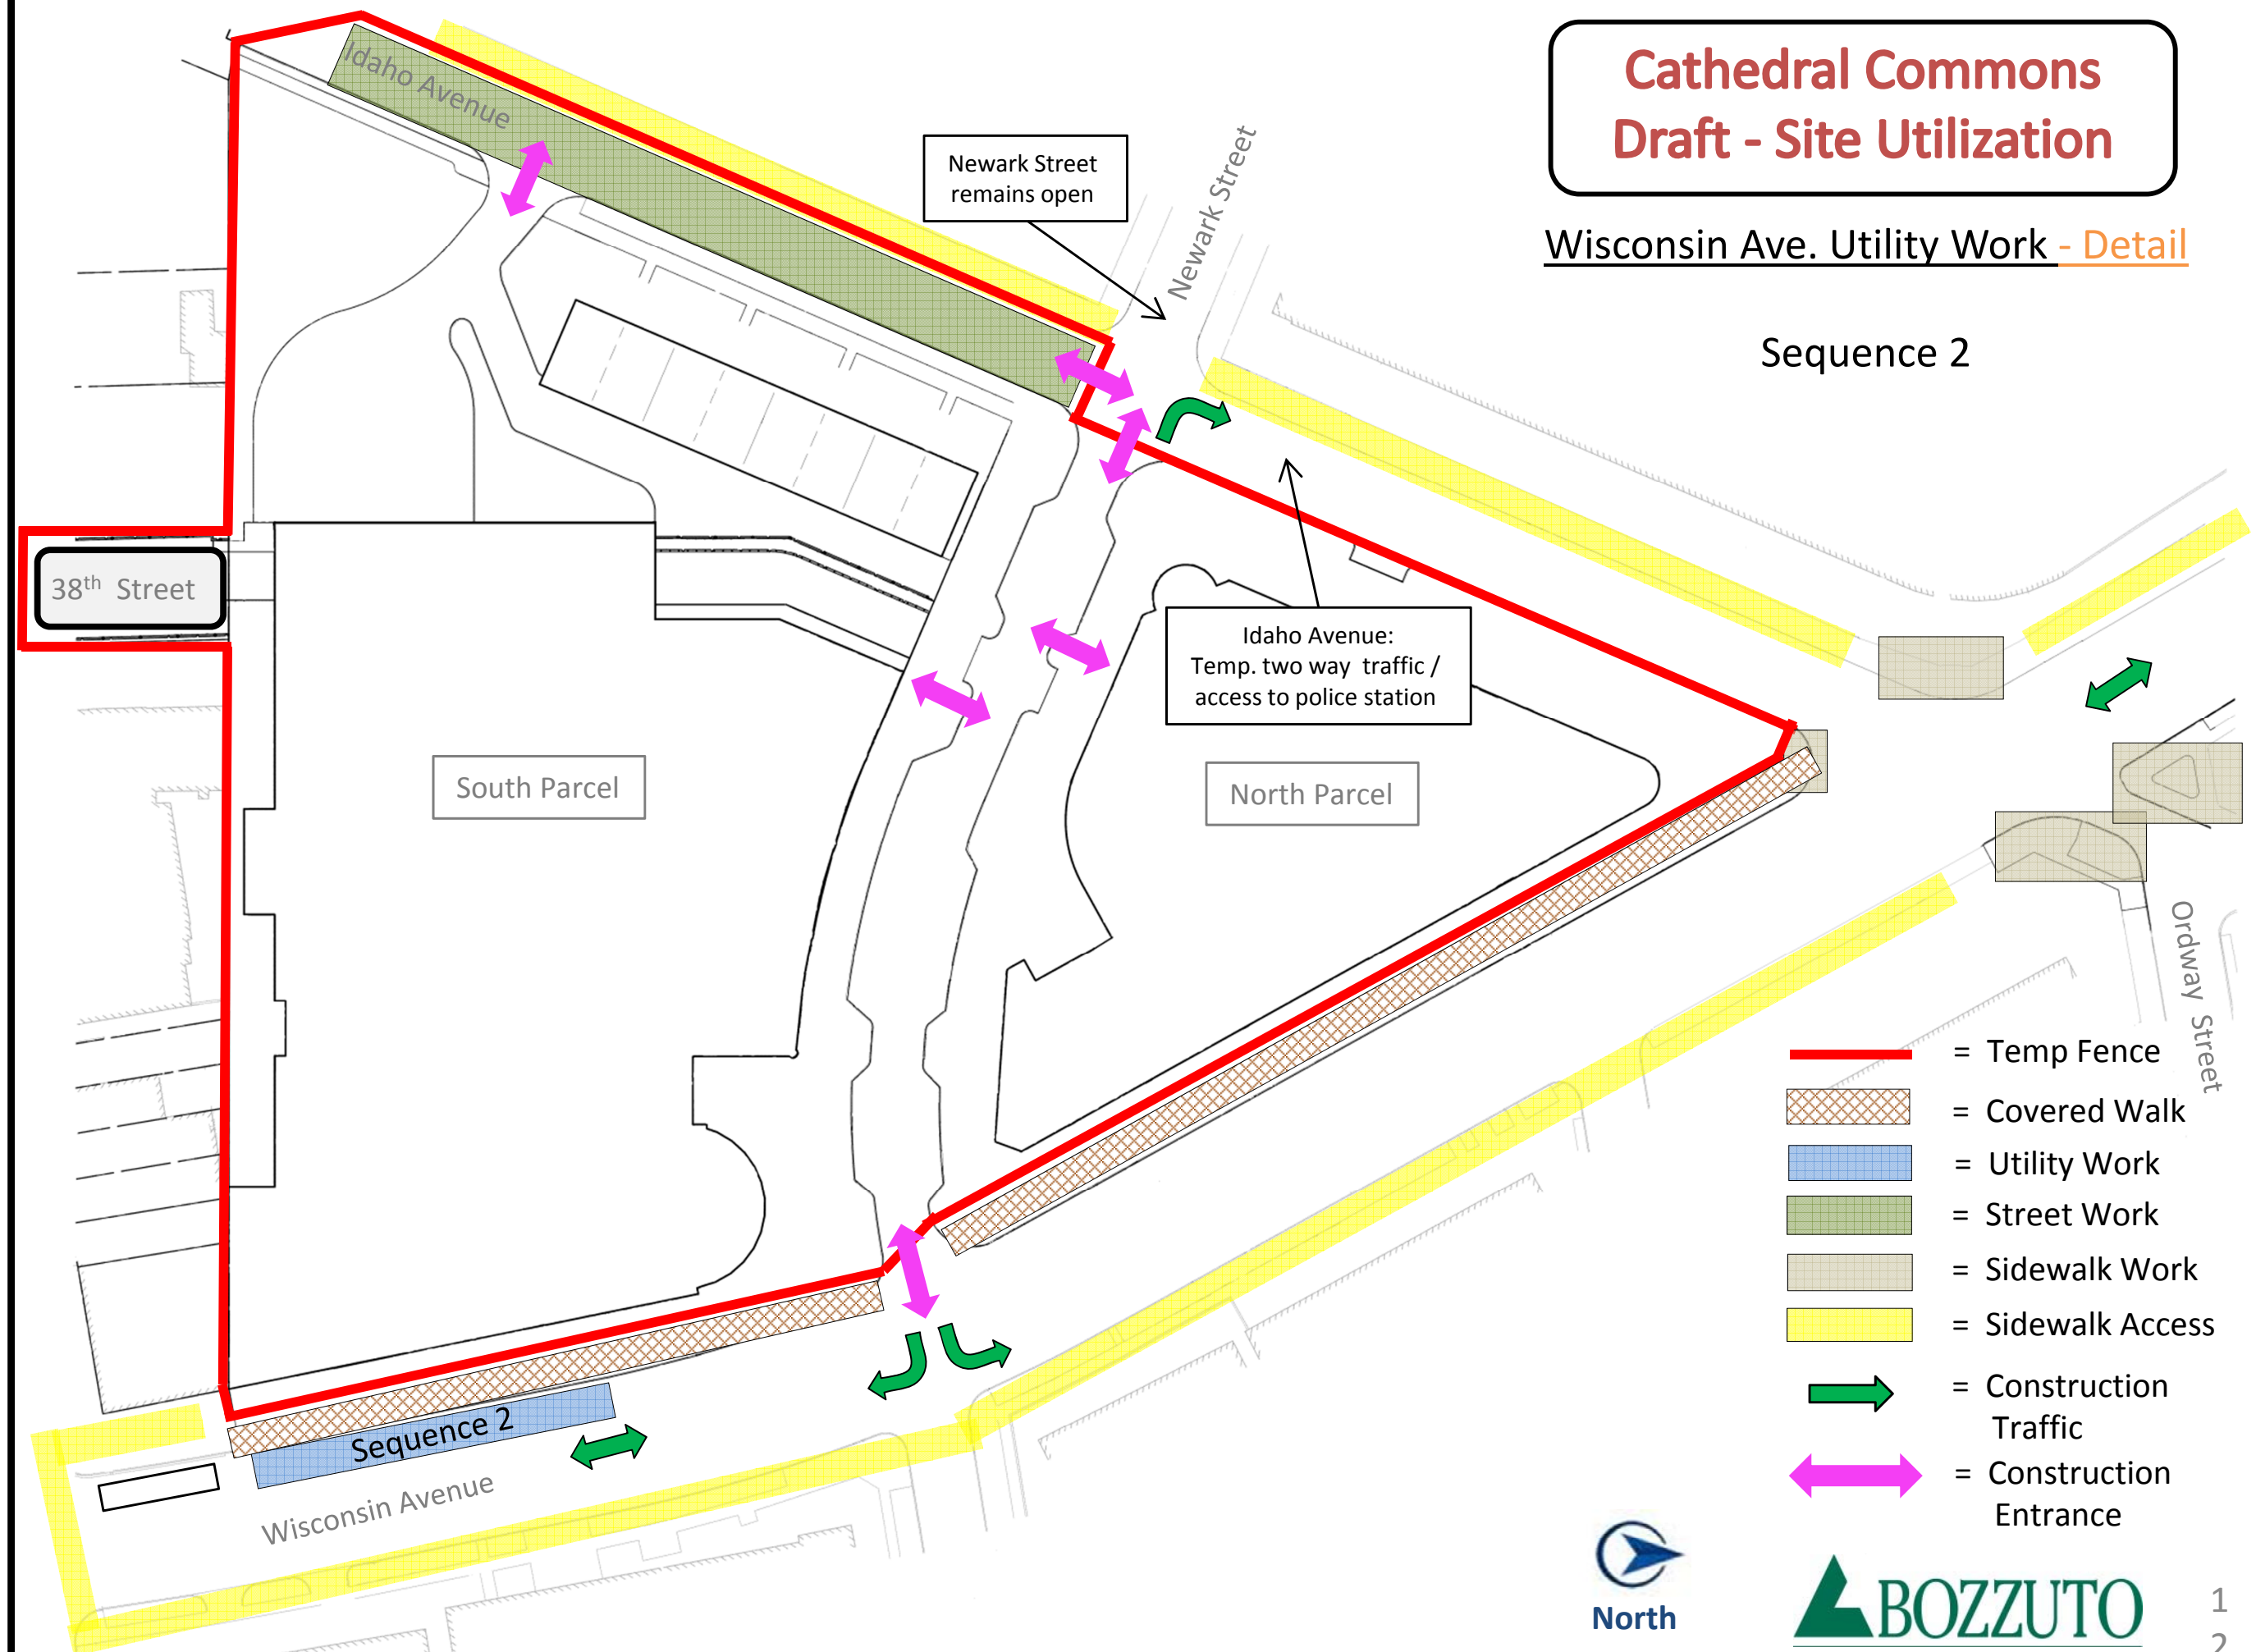 Cathedral Commons
Draft - Site Utilization
Wisconsin Ave. Utility Work - Detail
Sequence 2
Idaho Avenue
Newark Street
remains open
Newark Street
38th Street
Idaho Avenue:
Temp. two way traffic /
access to police station
South Parcel
North Parcel
Ordway Street
Sequence 2
Wisconsin Avenue
= Temp Fence
= Covered Walk
= Utility Work
= Street Work
= Sidewalk Work
= Sidewalk Access
= Construction
Traffic
= Construction
Entrance
North
BOZZUTO
1
2